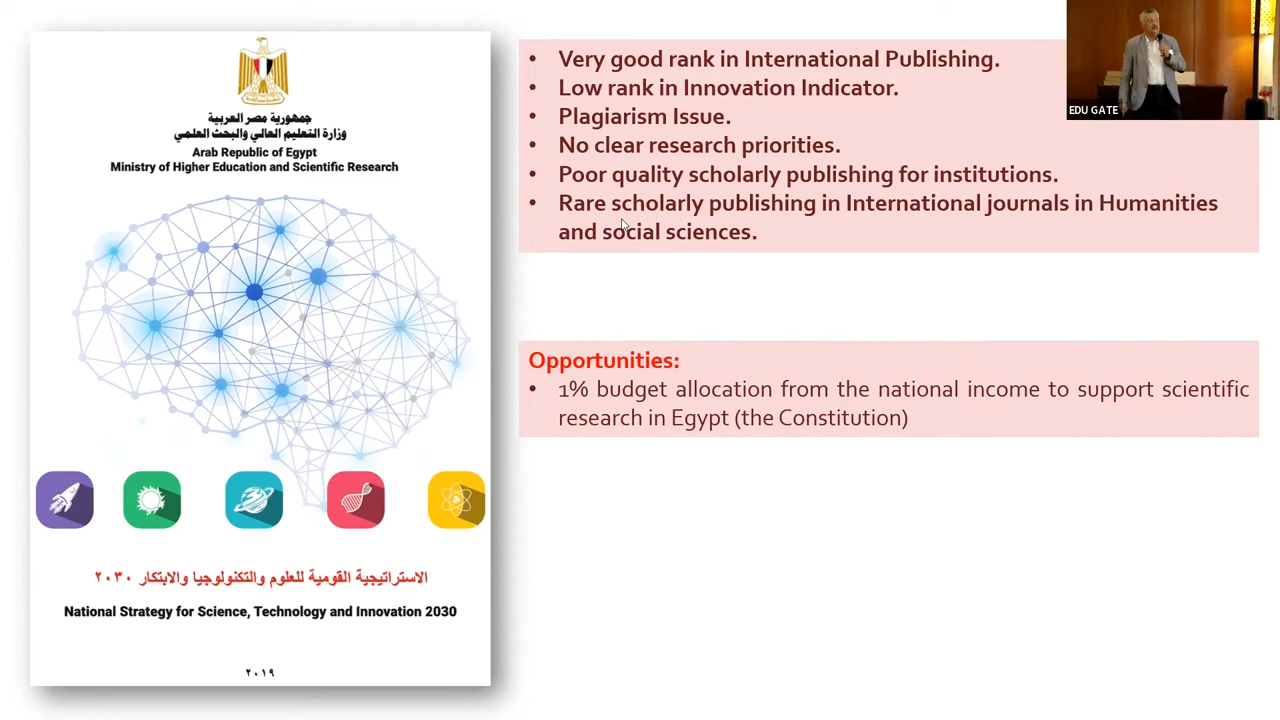 جمهورية مصر العربية
وزارة التعليم العالي والبحث العلمي
Arab Republic of Egypt
Ministry of Higher Education and Scientific Research
الاستراتيجية القومية للعلوم والتكنولوجيا والابتكار ٢٠٣٠
National Strategy for Science, Technology and Innovation 2030
٢٠١٩
• Very good rank in International Publishing.
• Low rank in Innovation Indicator.
• Plagiarism Issue.
• No clear research priorities.
• Poor quality scholarly publishing for institutions.
• Rare scholarly publishing in International journals in Humanities
and social sciences.
Opportunities:
• 1% budget allocation from the national income to support scientific
research in Egypt (the Constitution)
EDU GATE